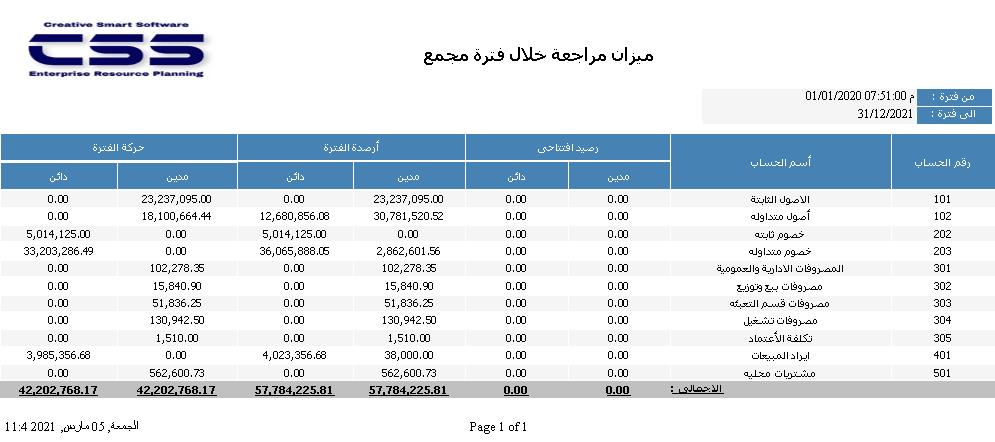 Creative Smart Software
CSS
Enterprise Resource Planning
ميزان مراجعة خلال فترة مجمع
من فترة : 01/01/2020 07:51:00 م
الى فترة : 31/12/2021
رقم الحساب أسم الحساب رصيد افتتاحى أرصدة الفترة حركة الفترة
مدين دائن مدين دائن مدين دائن
101 الاصول الثابتة 0.00 0.00 23,237,095.00 0.00 23,237,095.00 0.00
102 أصول متداوله 0.00 0.00 30,781,520.52 12,680,856.08 18,100,664.44 0.00
202 خصوم ثابته 0.00 0.00 0.00 5,014,125.00 0.00 5,014,125.00
203 خصوم متداوله 0.00 0.00 2,862,601.56 36,065,888.05 0.00 33,203,286.49
301 المصروفات الادارية والعمومية 0.00 0.00 102,278.35 0.00 102,278.35 0.00
302 مصروفات بيع وتوزيع 0.00 0.00 15,840.90 0.00 15,840.90 0.00
303 مصروفات قسم التعبئه 0.00 0.00 51,836.25 0.00 51,836.25 0.00
304 مصروفات تشغيل 0.00 0.00 130,942.50 0.00 130,942.50 0.00
305 تكلفة الأعتماد 0.00 0.00 1,510.00 0.00 1,510.00 0.00
401 ايراد المبيعات 0.00 0.00 38,000.00 4,023,356.68 0.00 3,985,356.68
501 مشتريات محليه 0.00 0.00 562,600.73 0.00 562,600.73 0.00
الاجمالى : 0.00 0.00 57,784,225.81 57,784,225.81 42,202,768.17 42,202,768.17
Page 1 of 1
الجمعة, 05 مارس, 2021 11:4